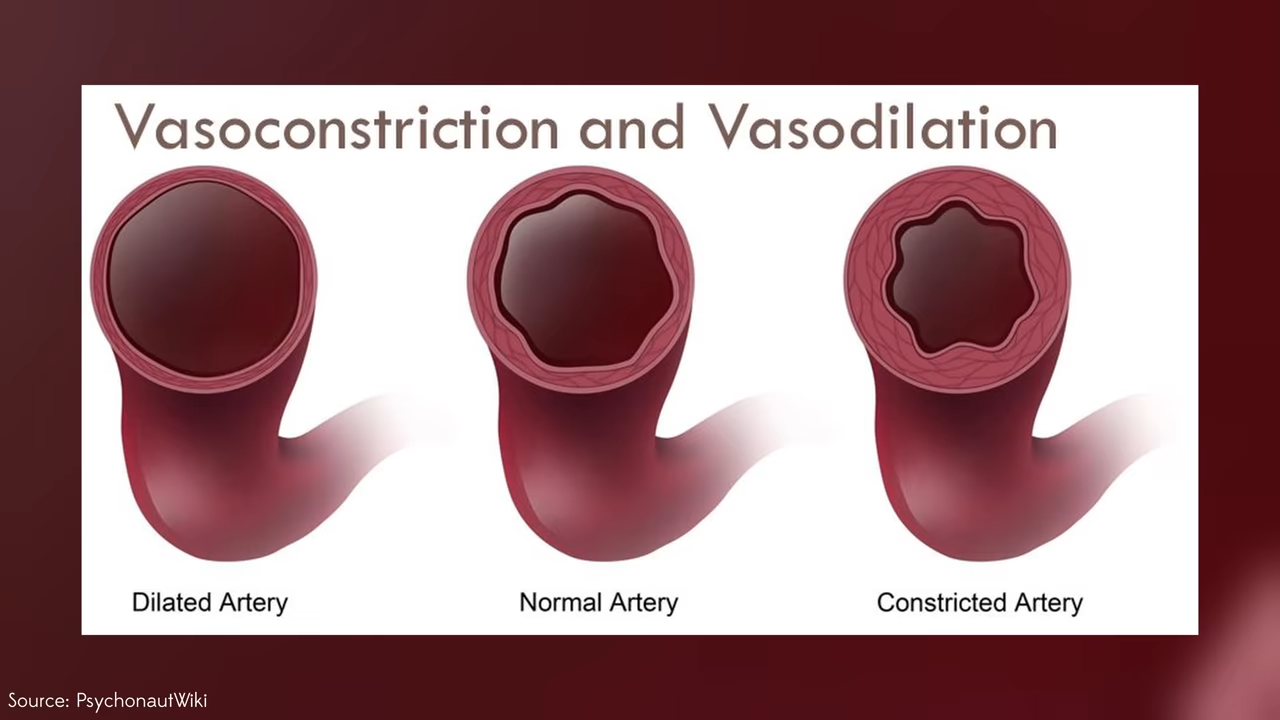 Vasoconstriction and Vasodilation
Dilated Artery
Normal Artery
Constricted Artery
Source: PsychonautWiki